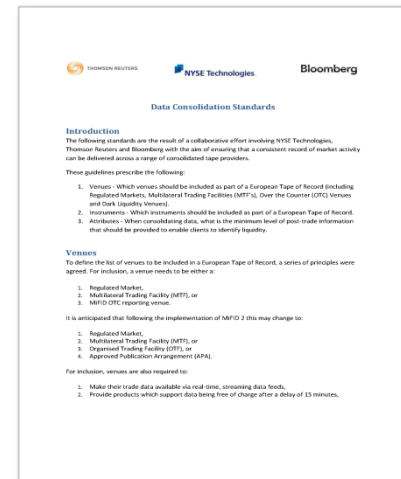 THOMSON REUTERS
NYSE Technologies.
Bloomberg
Data Consolidation Standards
Introduction
The following standards are the result of a collaborative effort involving NYSE Technologies,
Thomson Reuters and Bloomberg with the aim of ensuring that a consistent record of market activity
can be delivered across a range of consolidated tape providers.
These guidelines prescribe the following:
1. Venues - Which venues should be included as part of a European Tape of Record (including
Regulated Markets, Multilateral Trading Facilities (MTF's), Over the Counter (OTC) Venues
and Dark Liquidity Venues).
2. Instruments - Which instruments should be included as part of a European Tape of Record.
3. Attributes - When consolidating data, what is the minimum level of post-trade information
that should be provided to enable clients to identify liquidity.
Venues
To define the list of venues to be included in a European Tape of Record, a series of principles were
agreed. For inclusion, a venue needs to be either a:
1. Regulated Market,
2. Multilateral Trading Facility (MTF), or
3. MiFID OTC reporting venue.
It is anticipated that following the implementation of MiFID 2 this may change to:
1. Regulated Market,
2. Multilateral Trading Facility (MTF), or
3. Organised Trading Facility (OTF), or
4. Approved Publication Arrangement (APA).
For inclusion, venues are also required to:
1. Make their trade data available via real-time, streaming data feeds,
2. Provide products which support data being free of charge after a delay of 15 minutes,